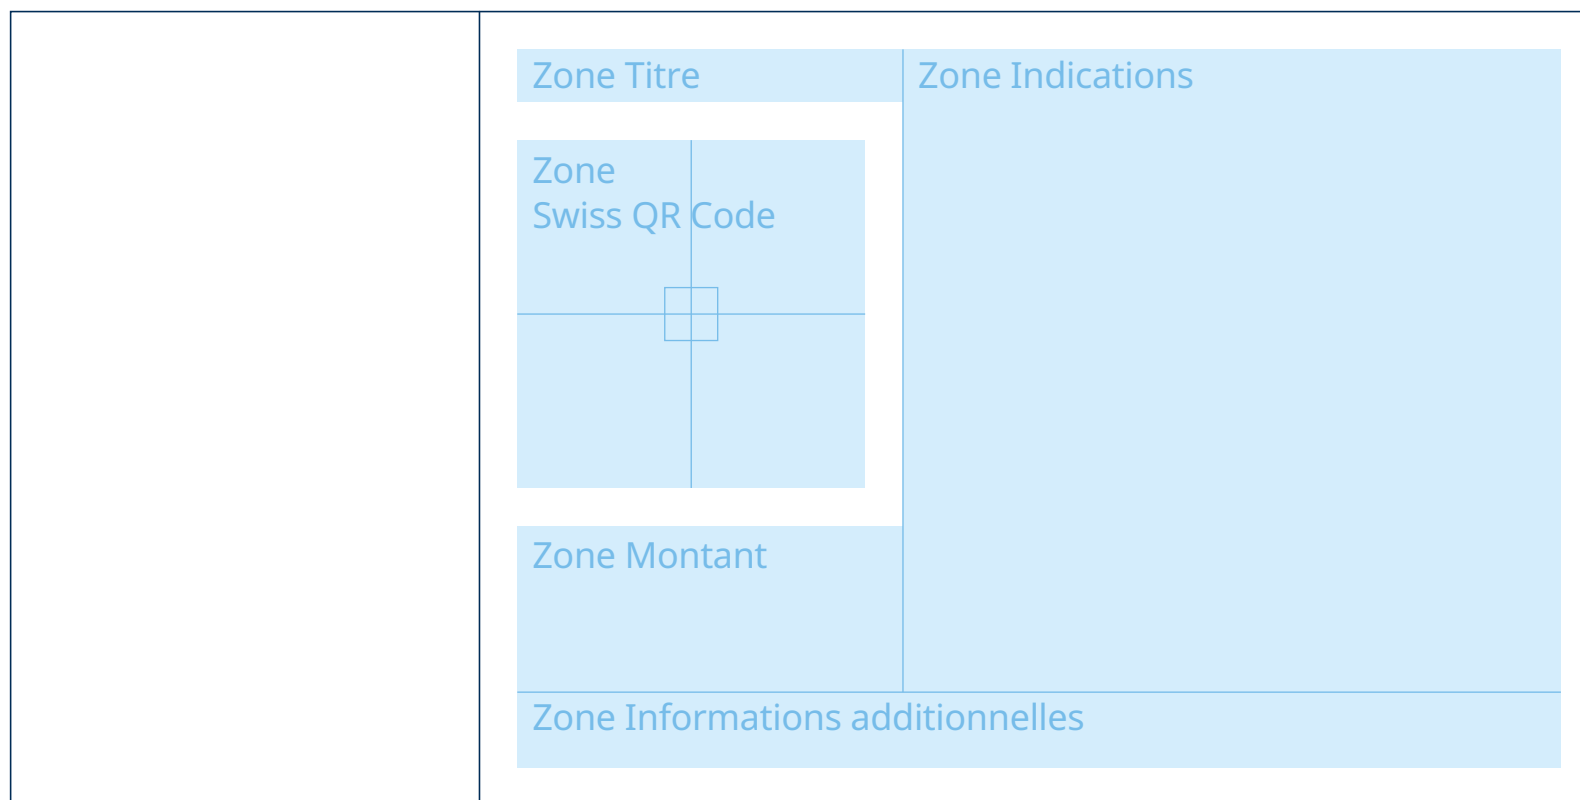 Zone Titre
Zone Indications
Zone
Swiss QR Code
Zone Montant
Zone Informations additionnelles